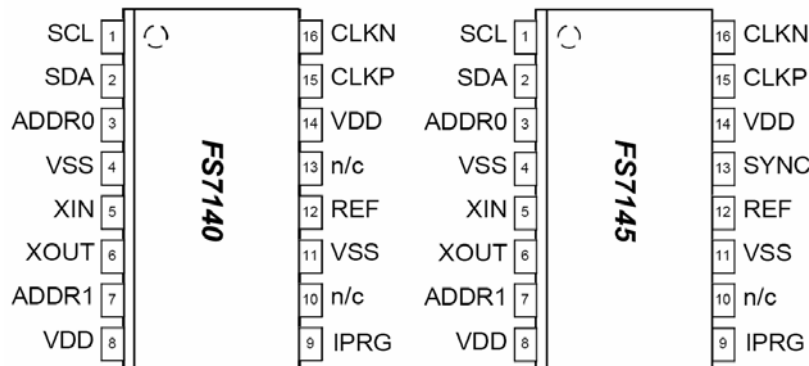 SCL 1 16 CLKN SCL 1 16 CLKN
SDA 2 15 CLKP SDA 2 15 CLKP
ADDR0 3 14 VDD ADDR0 3 14 VDD
VSS 4 13 n/c VSS 4 13 SYNC
XIN 5 12 REF XIN 5 12 REF
XOUT 6 11 VSS XOUT 6 11 VSS
ADDR1 7 10 n/c ADDR1 7 10 n/c
VDD 8 9 IPRG VDD 8 9 IPRG
FS7140
FS7145